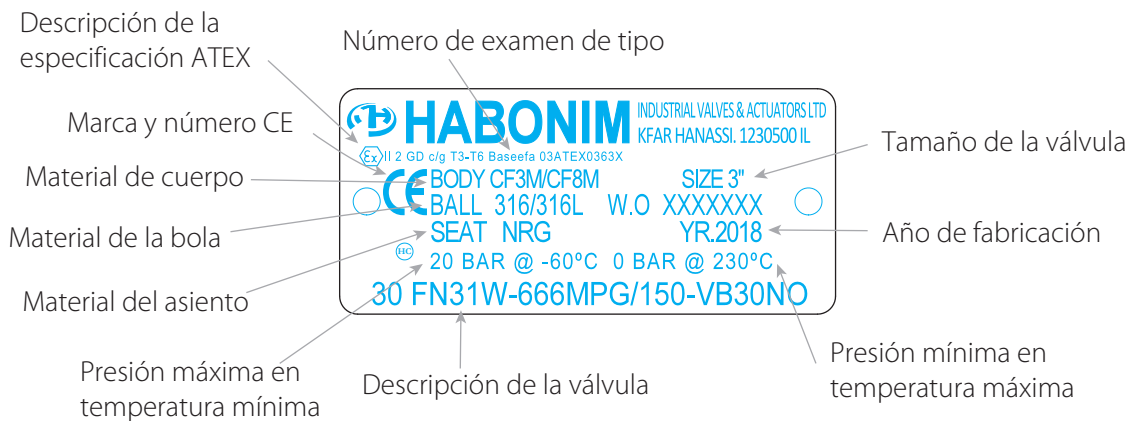 Descripción de la
especificación ATEX
Número de examen de tipo
Marca y número CE
Material de cuerpo
Material de la bola
Material del asiento
Presión máxima en
temperatura mínima
Descripción de la válvula
Tamaño de la válvula
Año de fabricación
Presión mínima en
temperatura máxima
HABONIM INDUSTRIAL VALVES & ACTUATORS LTD
KFAR HANASSI. 1230500 IL
Ex II 2 GD c/g T3-T6 Baseefa 03ATEX0363X
CE BODY CF3M/CF8M SIZE 3"
BALL 316/316L W.O XXXXXXX
SEAT NRG YR.2018
HC
20 BAR @ -60ºC 0 BAR @ 230ºC
30 FN31W-666MPG/150-VB30NO